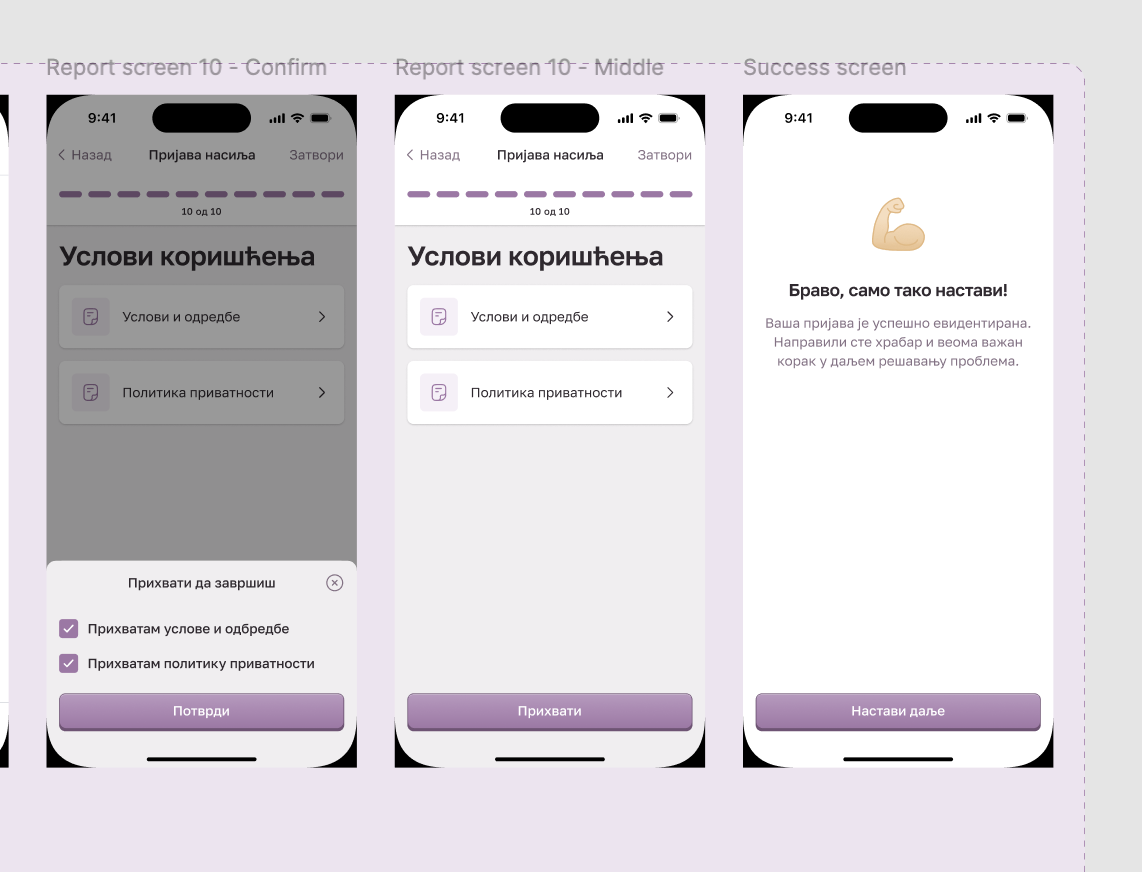 Report screen 10 - Confirm
9:41
Назад Пријава насиља Затвори
10 од 10
Услови коришћења
Услови и одредбе
Политика приватности
Прихвати да завршиш
Прихватам услове и одбредбе
Прихватам политику приватности
Потврди
Report screen 10 - Middle
9:41
Назад Пријава насиља Затвори
10 од 10
Услови коришћења
Услови и одредбе
Политика приватности
Прихвати
Success screen
9:41
Браво, само тако настави!
Ваша пријава је успешно евидентирана.
Направили сте храбар и веома важан
корак у даљем решавању проблема.
Настави даље